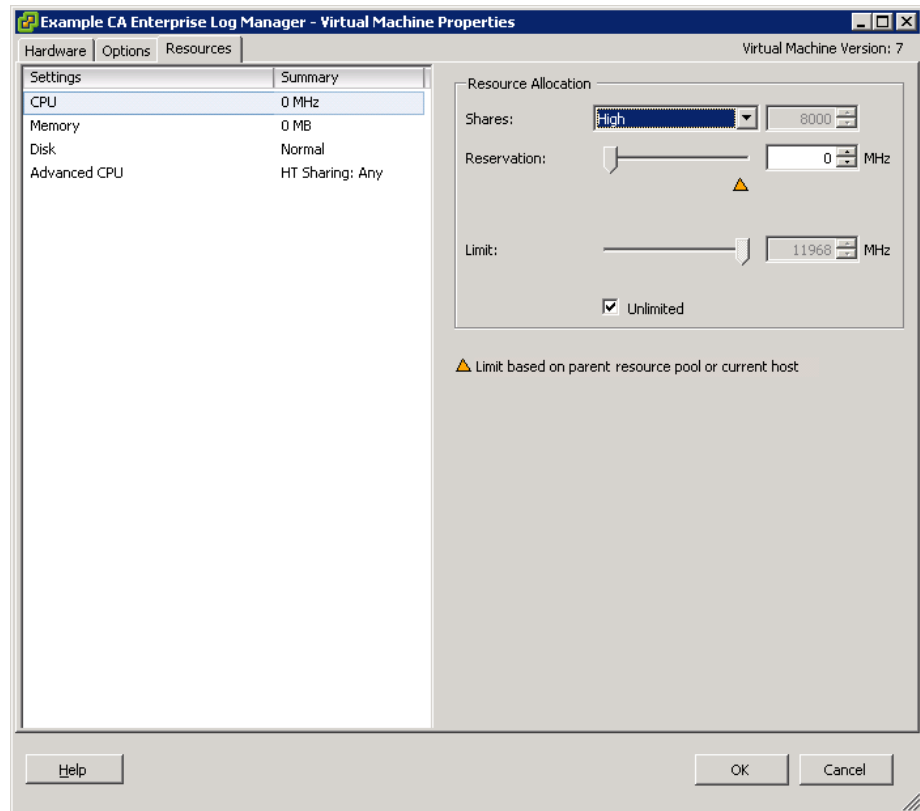 Example CA Enterprise Log Manager - Virtual Machine Properties
Hardware Options Resources Virtual Machine Version: 7
Settings Summary
CPU 0 MHz
Memory 0 MB
Disk Normal
Advanced CPU HT Sharing: Any
Resource Allocation
Shares: High 8000
Reservation: 0 MHz
Limit: 11968 MHz
Unlimited
Limit based on parent resource pool or current host
Help OK Cancel